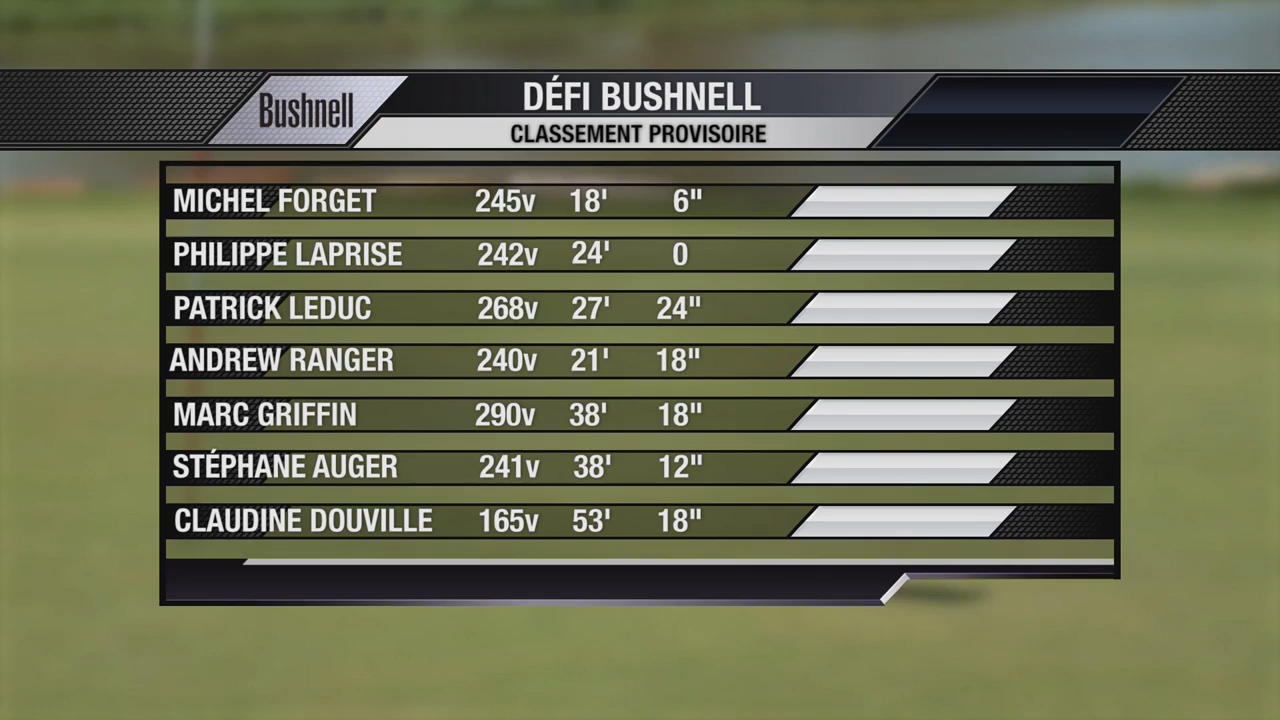 Bushnell
DÉFI BUSHNELL
CLASSEMENT PROVISOIRE
MICHEL FORGET 245v 18' 6"
PHILIPPE LAPRISE 242v 24' 0
PATRICK LEDUC 268v 27' 24"
ANDREW RANGER 240v 21' 18"
MARC GRIFFIN 290v 38' 18"
STÉPHANE AUGER 241v 38' 12"
CLAUDINE DOUVILLE 165v 53' 18"